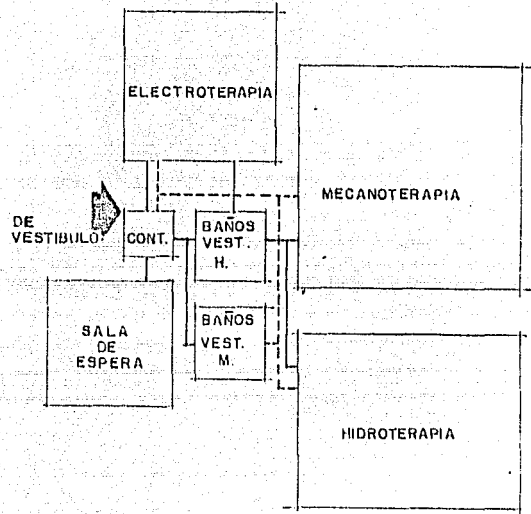 ELECTROTERAPIA
MECANOTERAPIA
DE
VESTIBULO
CONT.
BAÑOS
VEST.
H.
SALA
DE
ESPERA
BAÑOS
VEST.
M.
HIDROTERAPIA